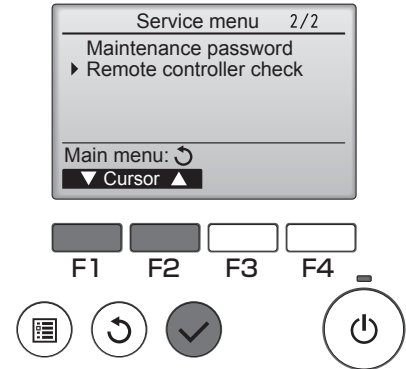 Service menu 2/2
Maintenance password
Remote controller check
Main menu:
▼ Cursor ▲
F1 F2 F3 F4